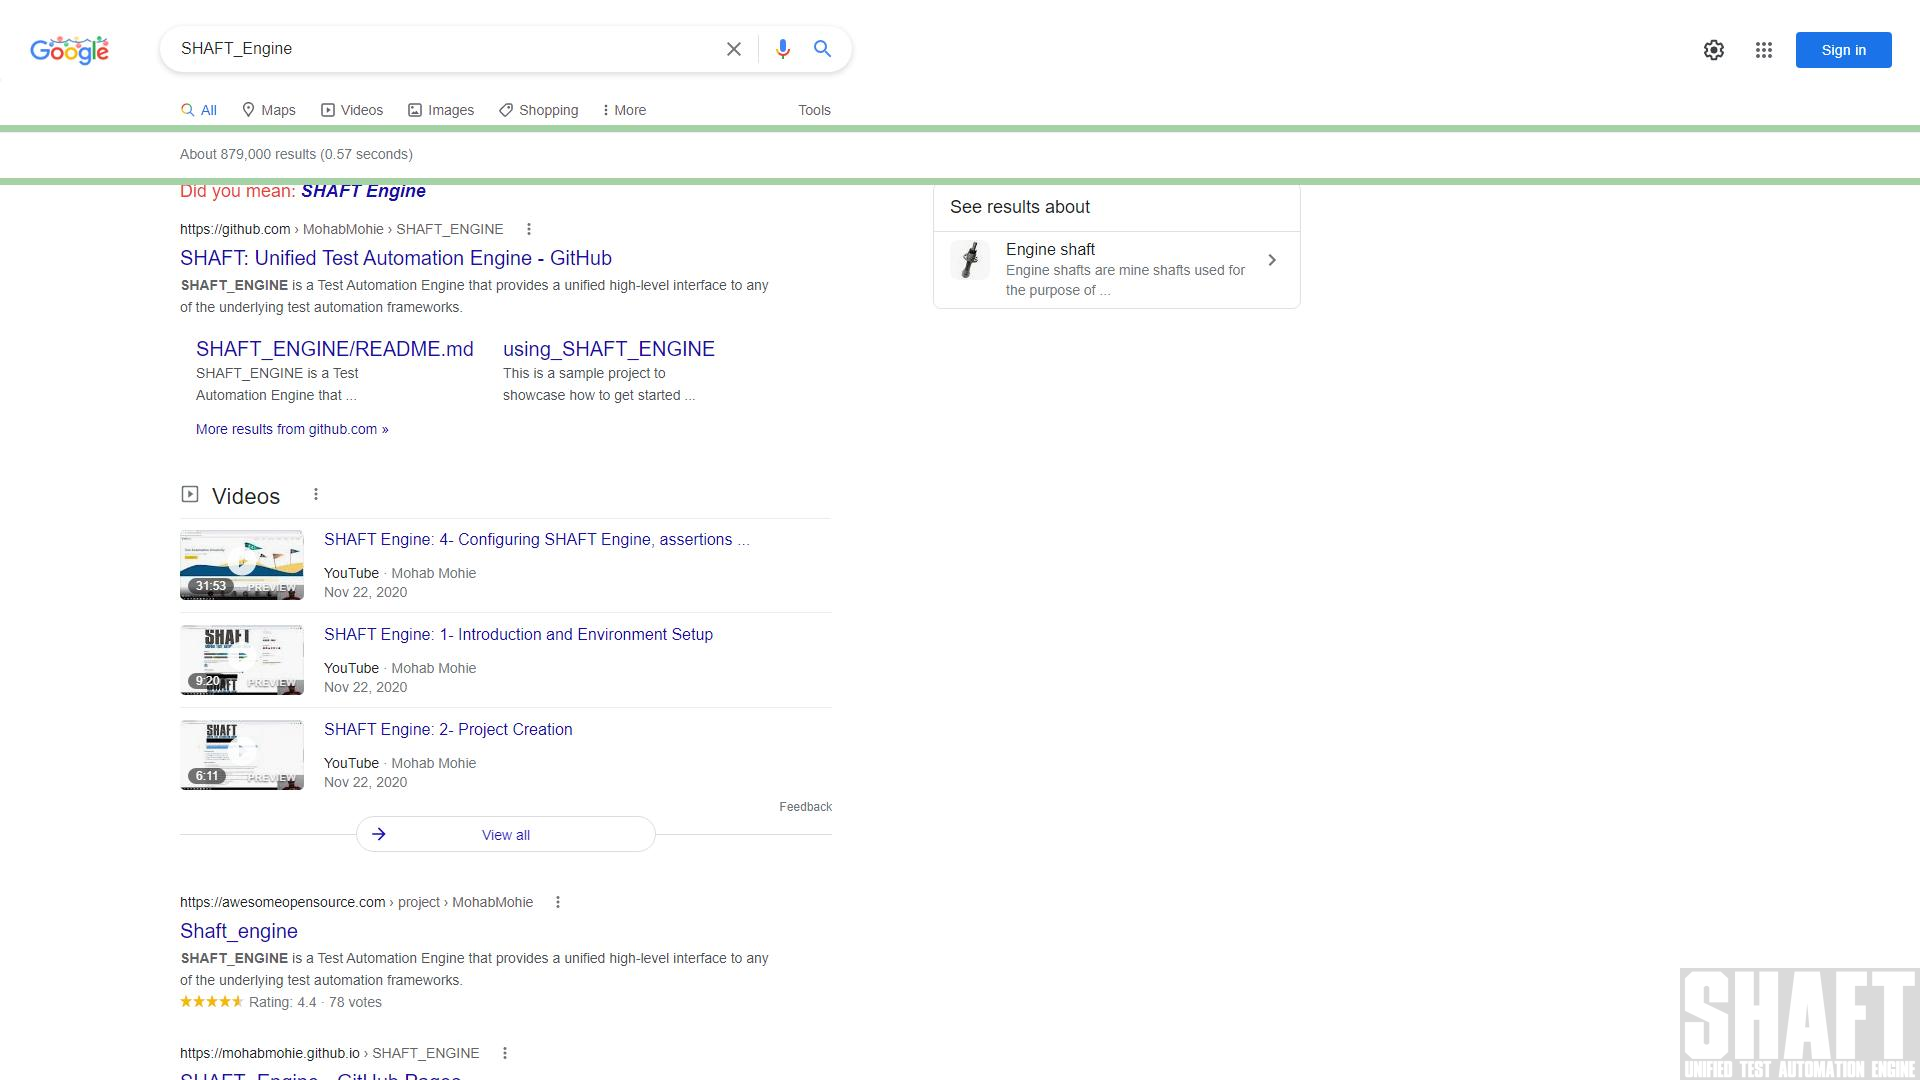 Google
SHAFT_Engine
Sign in
All
Maps
Videos
Images
Shopping
More
Tools
About 879,000 results (0.57 seconds)
Did you mean: SHAFT Engine
https://github.com › MohabMohie › SHAFT_ENGINE
SHAFT: Unified Test Automation Engine - GitHub
SHAFT_ENGINE is a Test Automation Engine that provides a unified high-level interface to any
of the underlying test automation frameworks.
SHAFT_ENGINE/README.md
SHAFT_ENGINE is a Test
Automation Engine that ...
using_SHAFT_ENGINE
This is a sample project to
showcase how to get started ...
More results from github.com »
See results about
Engine shaft
Engine shafts are mine shafts used for
the purpose of ...
Videos
31:53
PREVIEW
SHAFT Engine: 4- Configuring SHAFT Engine, assertions ...
YouTube · Mohab Mohie
Nov 22, 2020
SHAFT
9:20
PREVIEW
SHAFT
SHAFT Engine: 1- Introduction and Environment Setup
YouTube · Mohab Mohie
Nov 22, 2020
SHAFT
6:11
PREVIEW
SHAFT Engine: 2- Project Creation
YouTube · Mohab Mohie
Nov 22, 2020
Feedback
View all
https://awesomeopensource.com › project › MohabMohie
Shaft_engine
SHAFT_ENGINE is a Test Automation Engine that provides a unified high-level interface to any
of the underlying test automation frameworks.
Rating: 4.4 · 78 votes
https://mohabmohie.github.io › SHAFT_ENGINE
SHAFT_Engine - GitHub Pages
SHAFT
UNIFIED TEST AUTOMATION ENGINE